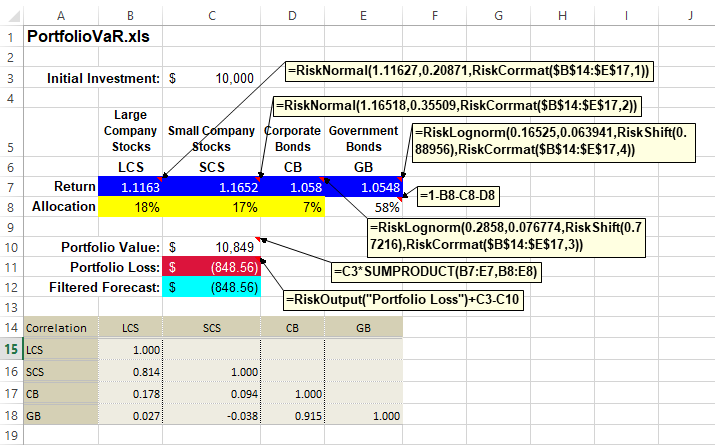 A B C D E F G H I J
1 PortfolioVaR.xls
2
3 Initial Investment: $ 10,000
=RiskNormal(1.11627,0.20871,RiskCorrmat($B$14:$E$17,1))
4
=RiskNormal(1.16518,0.35509,RiskCorrmat($B$14:$E$17,2))
5 Large Company Stocks Small Company Stocks Corporate Bonds Government Bonds
=RiskLognorm(0.16525,0.063941,RiskShift(0.
88956),RiskCorrmat($B$14:$E$17,4))
6 LCS SCS CB GB
7 Return 1.1163 1.1652 1.058 1.0548
=1-B8-C8-D8
8 Allocation 18% 17% 7% 58%
9
=RiskLognorm(0.2858,0.076774,RiskShift(0.7
7216),RiskCorrmat($B$14:$E$17,3))
10 Portfolio Value: $ 10,849
11 Portfolio Loss: $ (848.56)
=C3*SUMPRODUCT(B7:E7,B8:E8)
12 Filtered Forecast: $ (848.56)
=RiskOutput("Portfolio Loss")+C3-C10
13
14 Correlation LCS SCS CB GB
15 LCS 1.000
16 SCS 0.814 1.000
17 CB 0.178 0.094 1.000
18 GB 0.027 -0.038 0.915 1.000
19